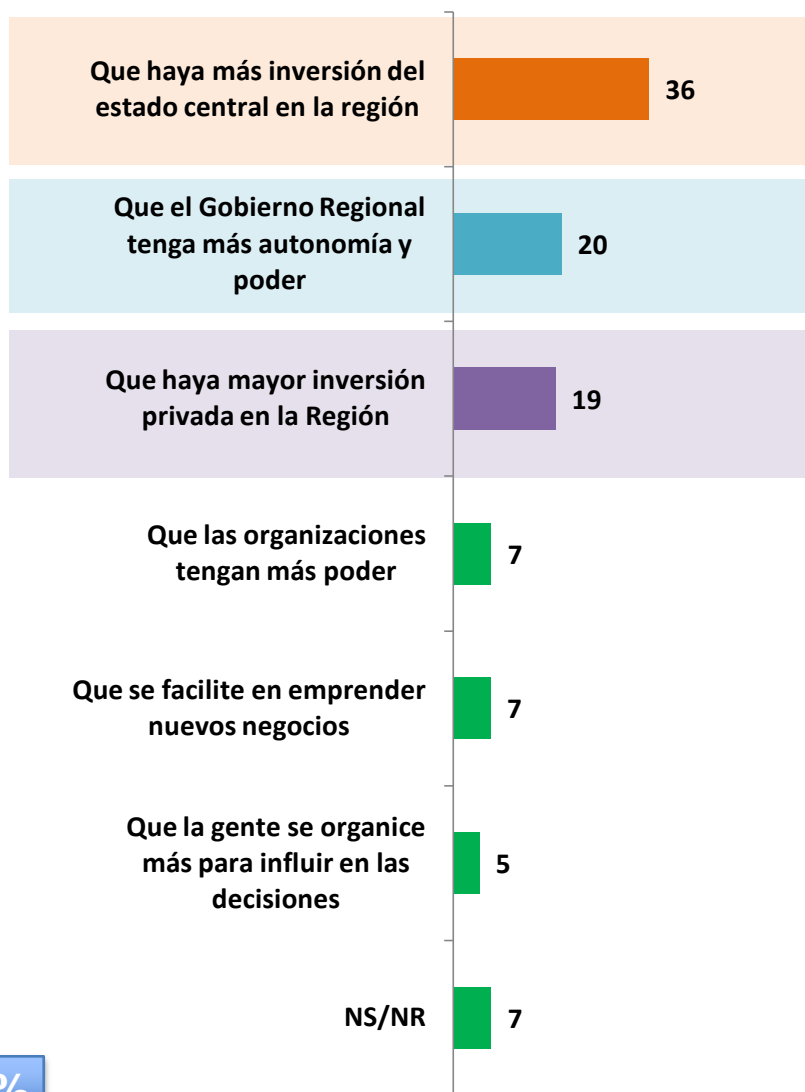 Que haya más inversión del
estado central en la región
36
Que el Gobierno Regional
tenga más autonomía y
poder
20
Que haya mayor inversión
privada en la Región
19
Que las organizaciones
tengan más poder
7
Que se facilite en emprender
nuevos negocios
7
Que la gente se organice
más para influir en las
decisiones
5
NS/NR
7
%